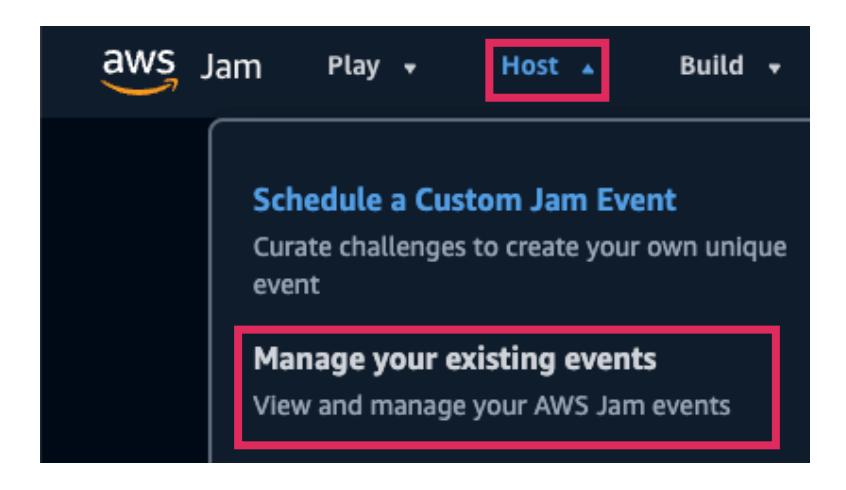 aws Jam Play Host Build
Schedule a Custom Jam Event
Curate challenges to create your own unique
event
Manage your existing events
View and manage your AWS Jam events